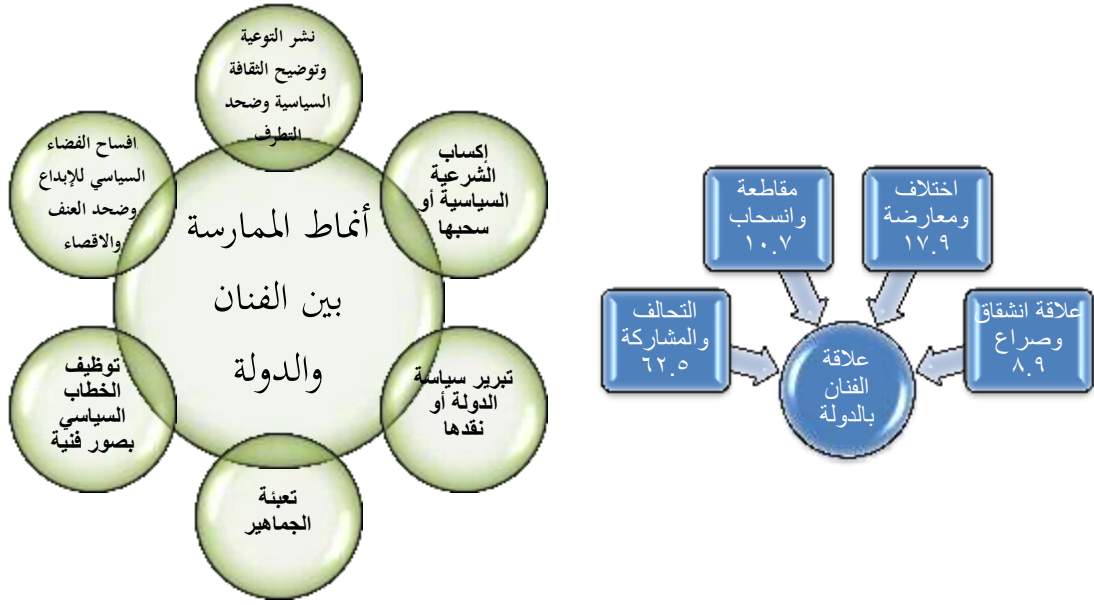 نشر التوعية
وتوضيح الثقافة
السياسية وضحد
التطرف
إكساب
الشرعية
السياسية أو
سحبها
تبرير سياسة
الدولة أو
نقدها
تعبئة
الجماهير
توظيف
الخطاب
السياسي
بصور فنية
افساح الفضاء
السياسي للإبداع
وضحد العنف
والاقصاء
أنماط الممارسة
بين الفنان
والدولة
اختلاف
ومعارضة
١٧.٩
مقاطعة
وانسحاب
١٠.٧
علاقة انشقاق
وصراع
٨.٩
التحالف
والمشاركة
٦٢.٥
علاقة
الفنان
بالدولة